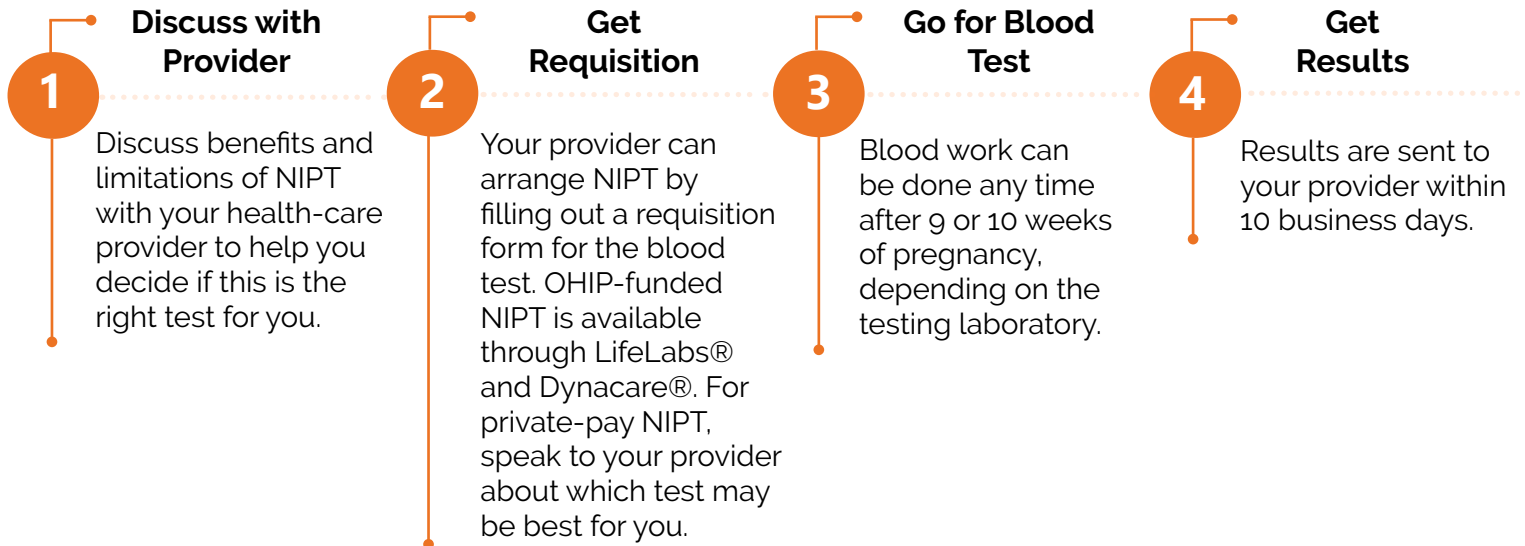 1
Discuss with
Provider
Discuss benefits and
limitations of NIPT
with your health-care
provider to help you
decide if this is the
right test for you.
2
Get
Requisition
Your provider can
arrange NIPT by
filling out a requisition
form for the blood
test. OHIP-funded
NIPT is available
through LifeLabs®
and Dynacare®. For
private-pay NIPT,
speak to your provider
about which test may
be best for you.
3
Go for Blood
Test
Blood work can
be done any time
after 9 or 10 weeks
of pregnancy,
depending on the
testing laboratory.
4
Get
Results
Results are sent to
your provider within
10 business days.